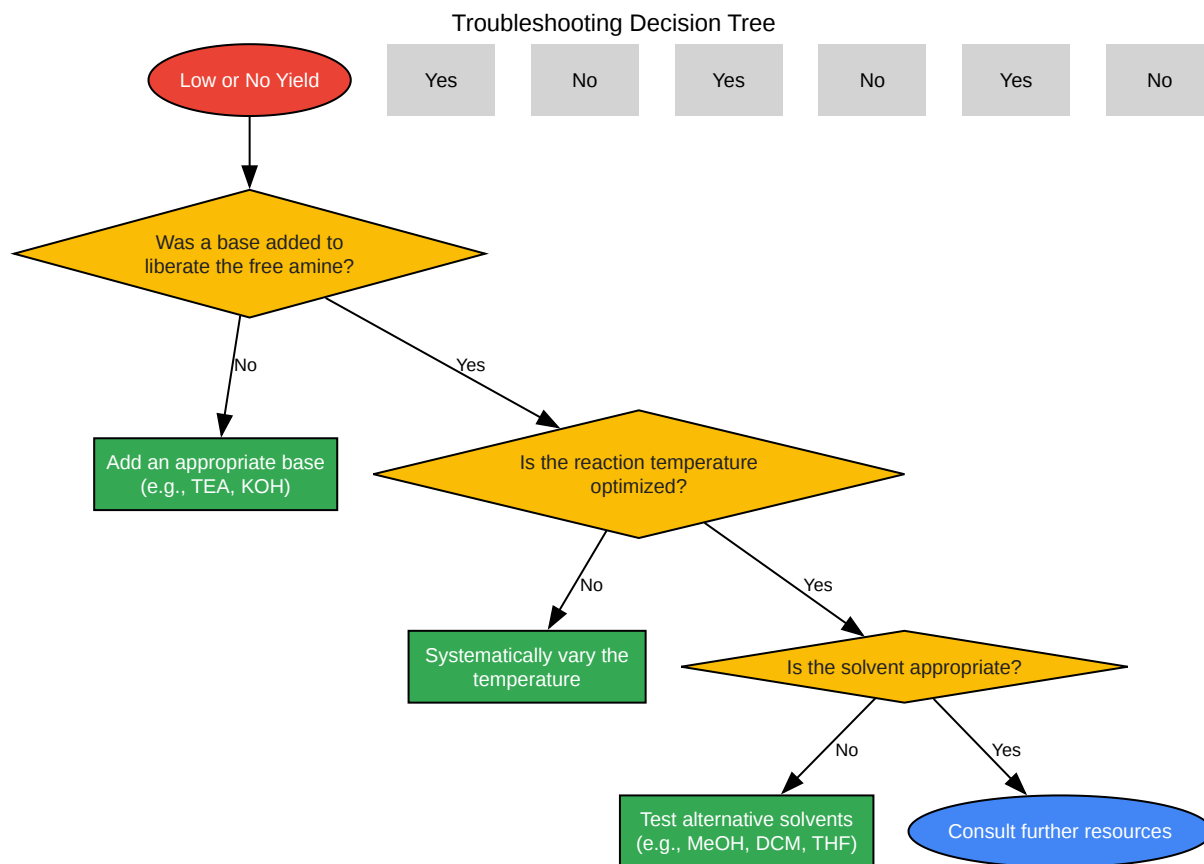 Troubleshooting Decision Tree
Low or No Yield
Yes
No
Yes
No
Yes
No
Was a base added to
liberate the free amine?
No
Yes
Add an appropriate base
(e.g., TEA, KOH)
Is the reaction temperature
optimized?
No
Yes
Systematically vary the
temperature
Is the solvent appropriate?
No
Yes
Test alternative solvents
(e.g., MeOH, DCM, THF)
Consult further resources